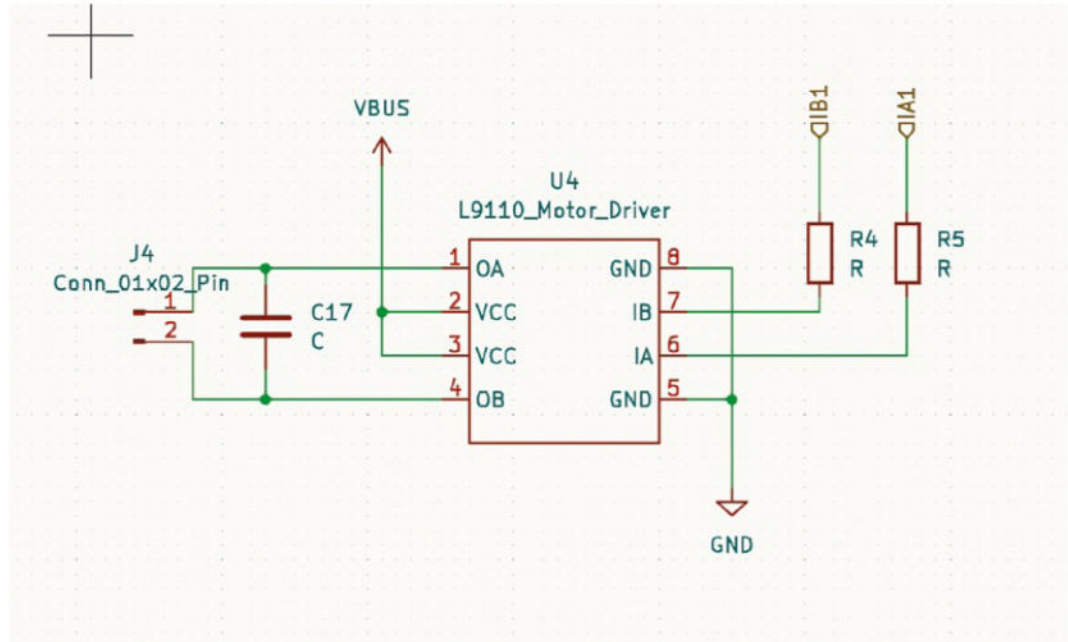 VBUS
IB1
IA1
U4
L9110_Motor_Driver
J4
Conn_01x02_Pin
1
2
C17
C
1 OA
2 VCC
3 VCC
4 OB
GND 8
IB 7
IA 6
GND 5
R4
R
R5
R
GND